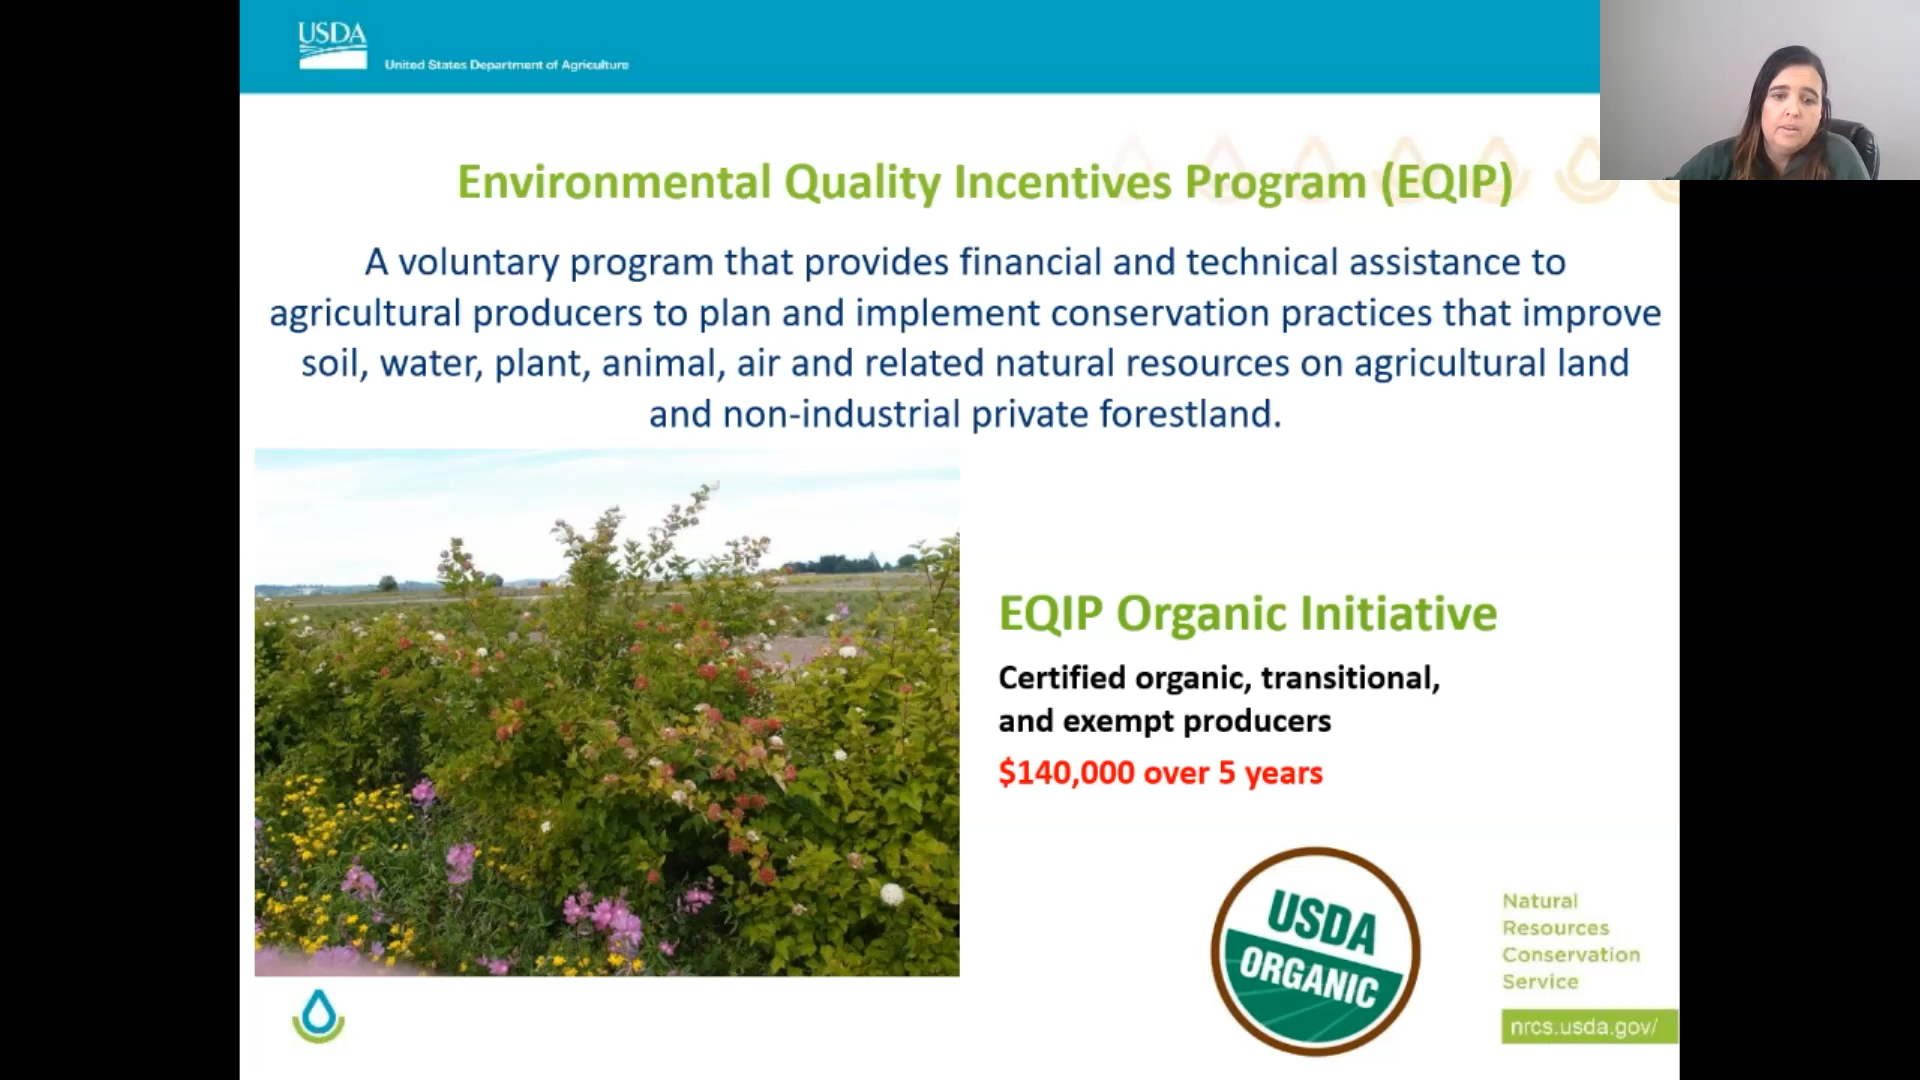 USDA
United States Department of Agriculture
Environmental Quality Incentives Program (EQIP)
A voluntary program that provides financial and technical assistance to
agricultural producers to plan and implement conservation practices that improve
soil, water, plant, animal, air and related natural resources on agricultural land
and non-industrial private forestland.
EQIP Organic Initiative
Certified organic, transitional,
and exempt producers
$140,000 over 5 years
USDA
ORGANIC
Natural
Resources
Conservation
Service
nrcs.usda.gov/